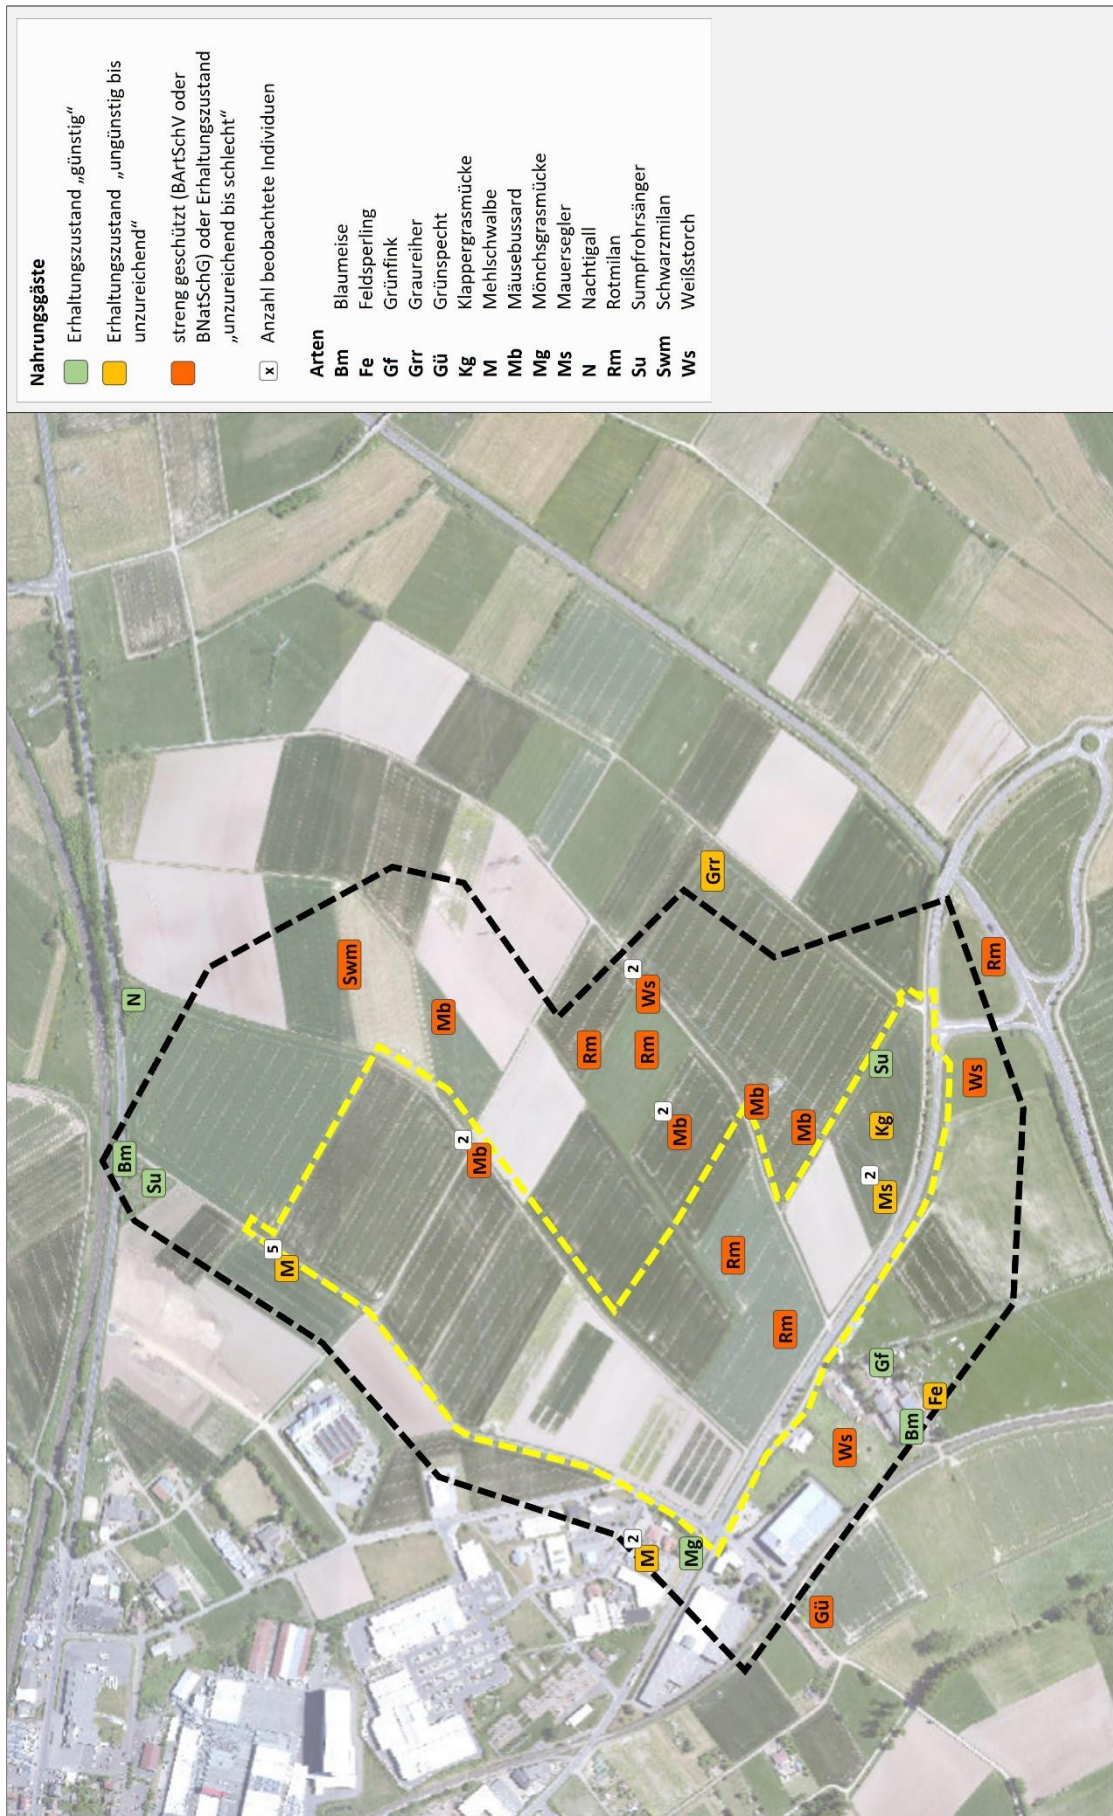 Nahrungsgäste
Erhaltungszustand „günstig“
Erhaltungszustand „ungünstig bis
unzureichend“
streng geschützt (BArtSchV oder
BNatSchG) oder Erhaltungszustand
„unzureichend bis schlecht“
x Anzahl beobachtete Individuen
Arten
Bm Blaumeise
Fe Feldsperling
Gf Grünfink
Grr Graureiher
Gü Grünspecht
Kg Klappergrasmücke
M Mehlschwalbe
Mb Mäusebussard
Mg Mönchsgrasmücke
Ms Mauersegler
N Nachtigall
Rm Rotmilan
Su Sumpfrohrsänger
Swm Schwarzmilan
Ws Weißstorch
N
Bm
Su
5
M
Swm
Mb
2
Mb
Rm
Rm
2
Ws
Grr
2
Mb
Mb
Mb
Rm
Rm
2
M
Mg
Su
Kg
2
Ms
Rm
Ws
Gf
Fe
Bm
Ws
Gü